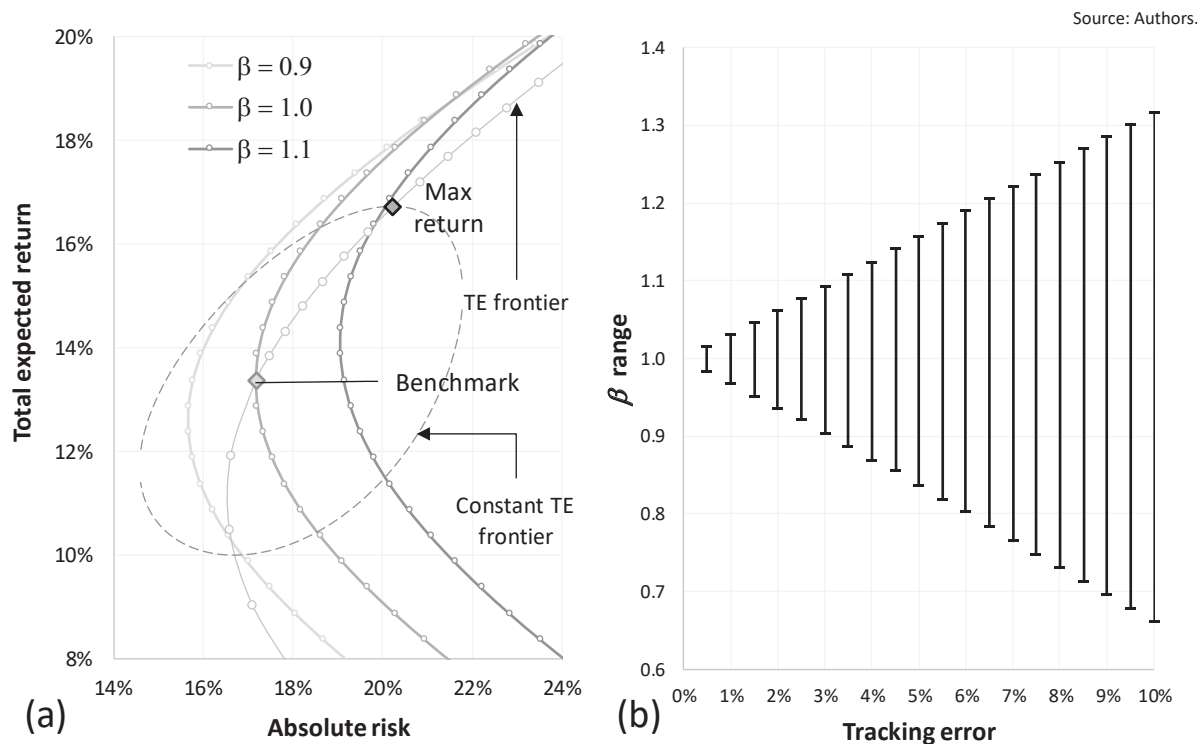 Source: Authors.
Total expected return
20%
18%
16%
14%
12%
10%
8%
β = 0.9
β = 1.0
β = 1.1
Max
return
TE frontier
Benchmark
Constant TE
frontier
14%
16%
18%
20%
22%
24%
(a)
Absolute risk
β range
1.4
1.3
1.2
1.1
1.0
0.9
0.8
0.7
0.6
0%
1%
2%
3%
4%
5%
6%
7%
8%
9%
10%
(b)
Tracking error